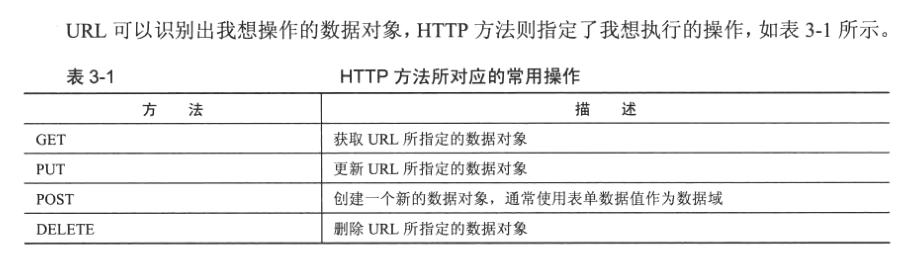 URL 可以识别出我想操作的数据对象，HTTP 方法则指定了我想执行的操作，如表 3-1 所示。
表 3-1 HTTP 方法所对应的常用操作
方 法 描 述
GET 获取 URL 所指定的数据对象
PUT 更新 URL 所指定的数据对象
POST 创建一个新的数据对象，通常使用表单数据值作为数据域
DELETE 删除 URL 所指定的数据对象